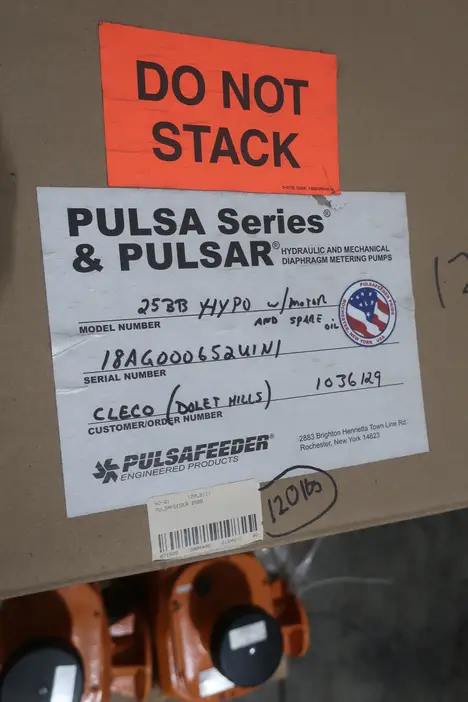 DO NOT
STACK
PULSA Series®
& PULSAR® HYDRAULIC AND MECHANICAL
DIAPHRAGM METERING PUMPS
25BB HYPO w/MOTOR
AND SPARE OIL
MODEL NUMBER
18AG000652UIN1
SERIAL NUMBER
CLECO (DOLET HILLS) 1036129
CUSTOMER/ORDER NUMBER
PULSAFEEDER®
ENGINEERED PRODUCTS
2883 Brighton Henrietta Town Line Rd
Rochester, New York 14623
120 lbs